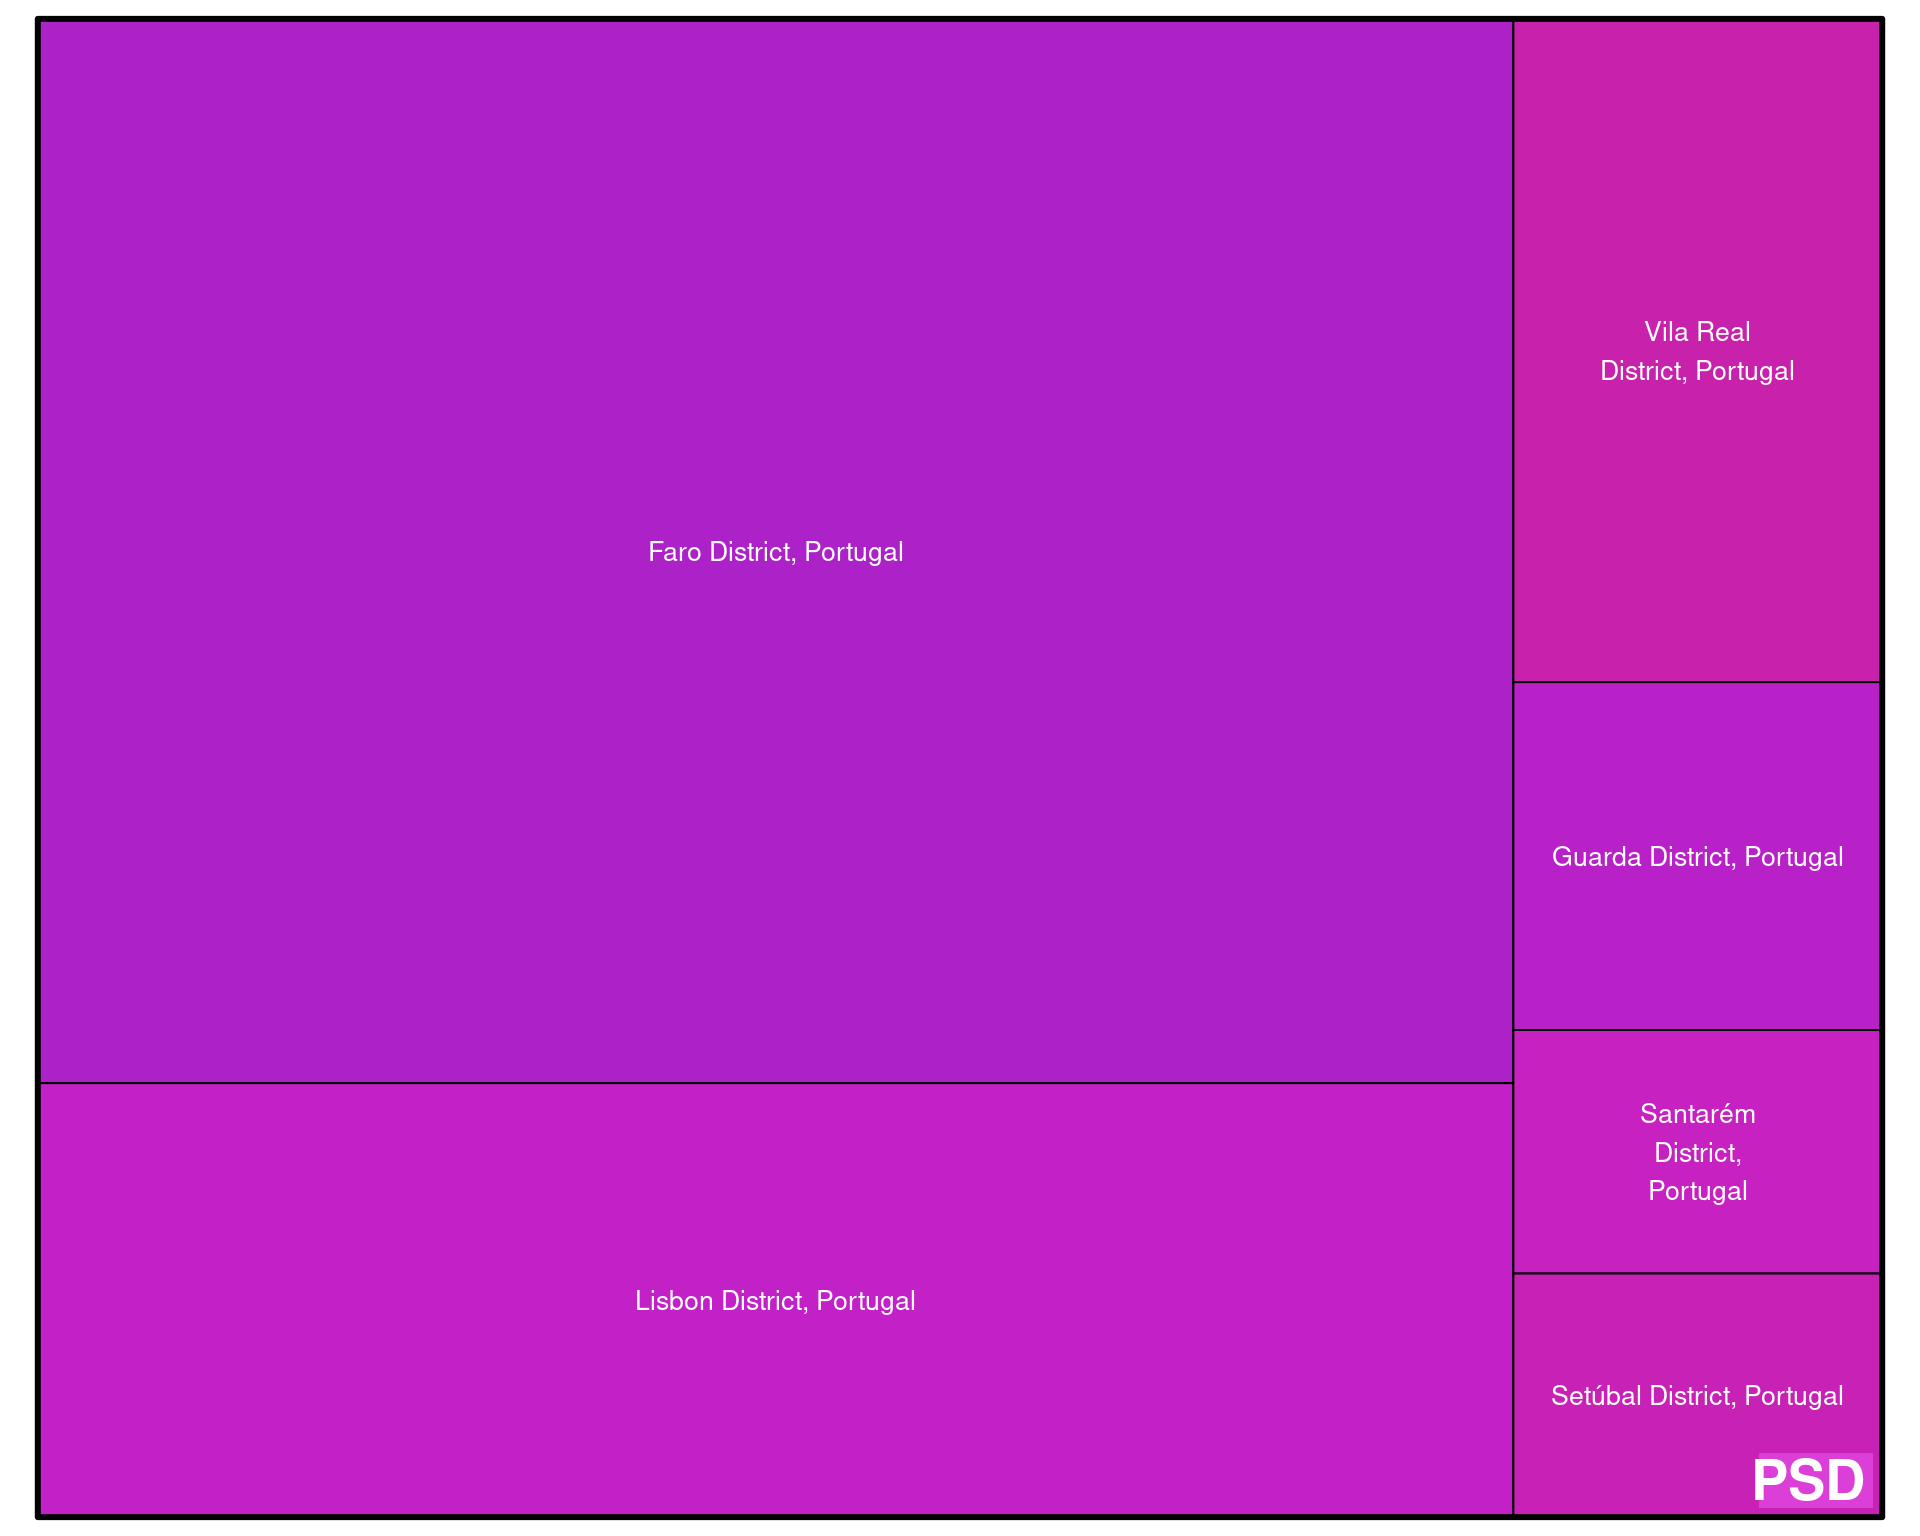 Faro District, Portugal
Lisbon District, Portugal
Vila Real
District, Portugal
Guarda District, Portugal
Santarém
District,
Portugal
Setúbal District, Portugal
PSD